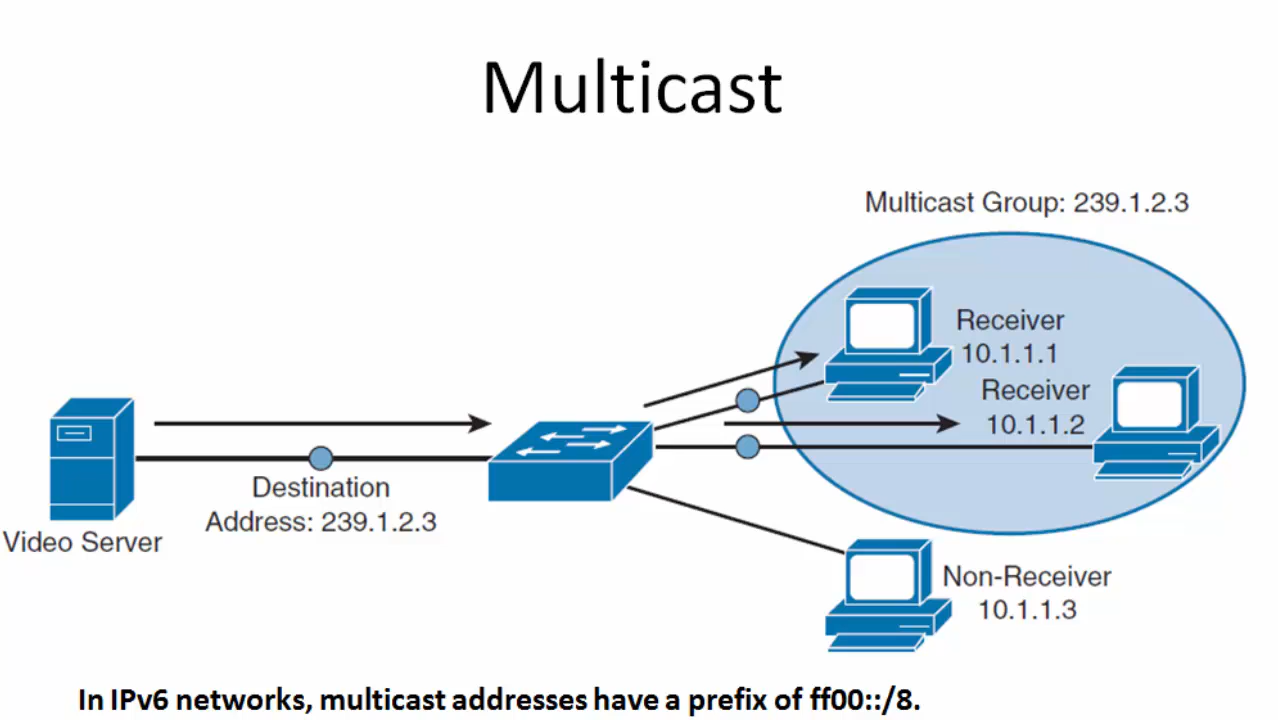 Multicast
Multicast Group: 239.1.2.3
Receiver
10.1.1.1
Receiver
10.1.1.2
Destination
Address: 239.1.2.3
Video Server
Non-Receiver
10.1.1.3
In IPv6 networks, multicast addresses have a prefix of ff00::/8.